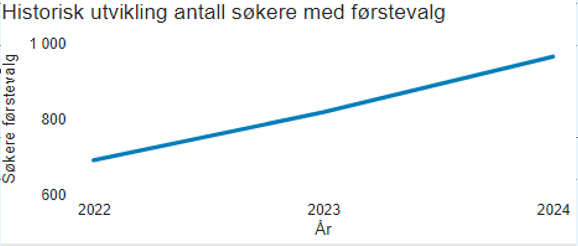 Historisk utvikling antall søkere med førstevalg
Søkere førstevalg
1 000
800
600
2022
2023
2024
År